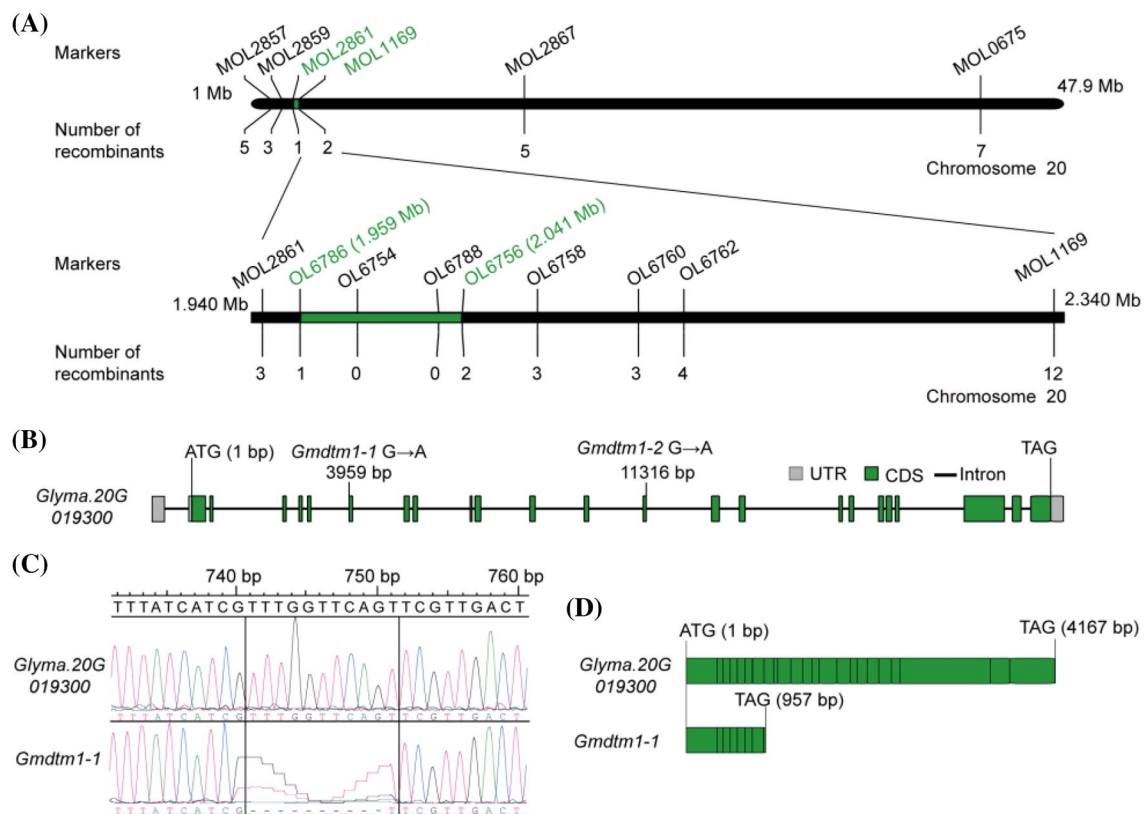 (A)
Markers
MOL2857
MOL2859
MOL2861
MOL1169
MOL2867
MOL0675
1 Mb
47.9 Mb
Number of
recombinants
5 3 1 2 5 7
Chromosome 20
Markers
MOL2861
OL6786 (1.959 Mb)
OL6754
OL6788
OL6756 (2.041 Mb)
OL6758
OL6760
OL6762
MOL1169
1.940 Mb
2.340 Mb
Number of
recombinants
3 1 0 0 2 3 3 4 12
Chromosome 20
(B)
ATG (1 bp)
Gmdtm1-1 G→A
3959 bp
Gmdtm1-2 G→A
11316 bp
TAG
UTR CDS Intron
Glyma.20G
019300
(C)
740 bp 750 bp 760 bp
TTTATCATCGTTTGGTTCAGTTCGTTGACT
Glyma.20G
019300
TTTATCATCGTTTGGTTCAGTTCGTTGACT
Gmdtm1-1
TTTATCATCG----------TTCGTTGACT
(D)
ATG (1 bp)
TAG (4167 bp)
Glyma.20G
019300
TAG (957 bp)
Gmdtm1-1